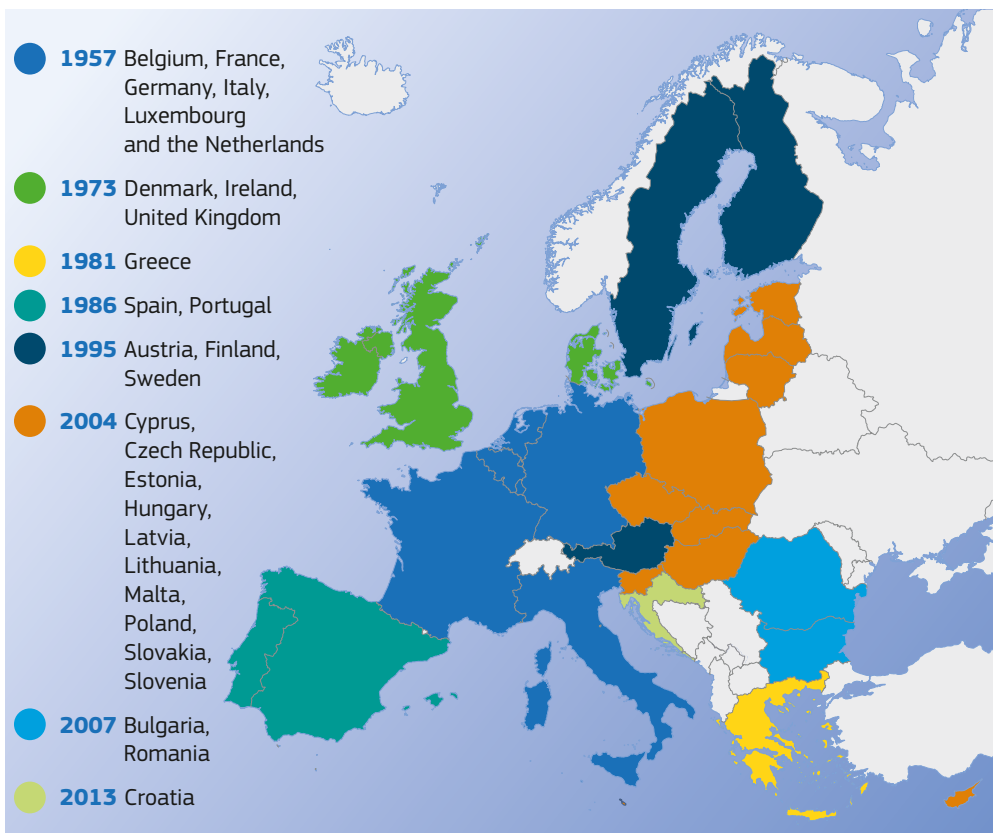 1957 Belgium, France,
Germany, Italy,
Luxembourg
and the Netherlands
1973 Denmark, Ireland,
United Kingdom
1981 Greece
1986 Spain, Portugal
1995 Austria, Finland,
Sweden
2004 Cyprus,
Czech Republic,
Estonia,
Hungary,
Latvia,
Lithuania,
Malta,
Poland,
Slovakia,
Slovenia
2007 Bulgaria,
Romania
2013 Croatia